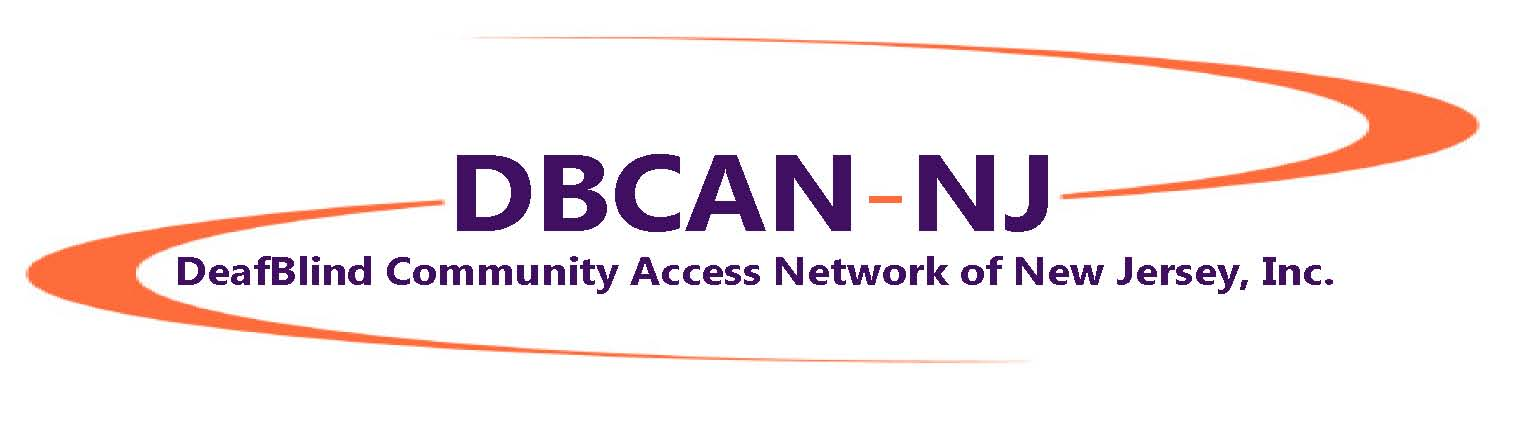 DBCAN-NJ
DeafBlind Community Access Network of New Jersey, Inc.